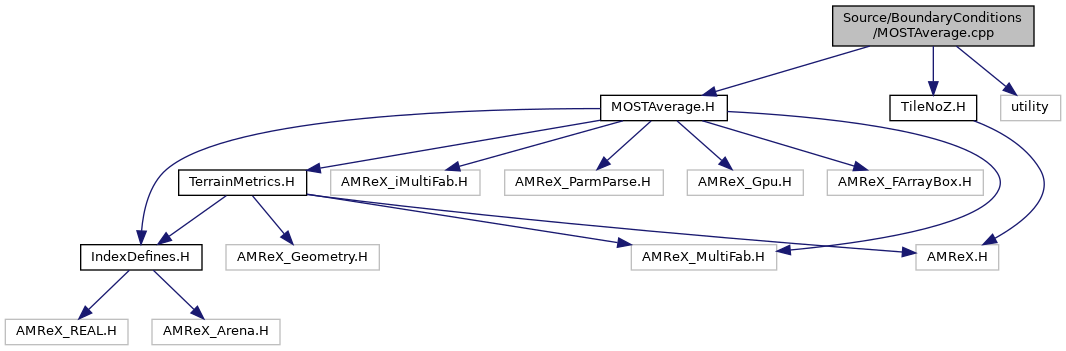 Source/BoundaryConditions
/MOSTAverage.cpp
MOSTAverage.H
TileNoZ.H
utility
TerrainMetrics.H
AMReX_iMultiFab.H
AMReX_ParmParse.H
AMReX_Gpu.H
AMReX_FArrayBox.H
IndexDefines.H
AMReX_Geometry.H
AMReX_MultiFab.H
AMReX.H
AMReX_REAL.H
AMReX_Arena.H